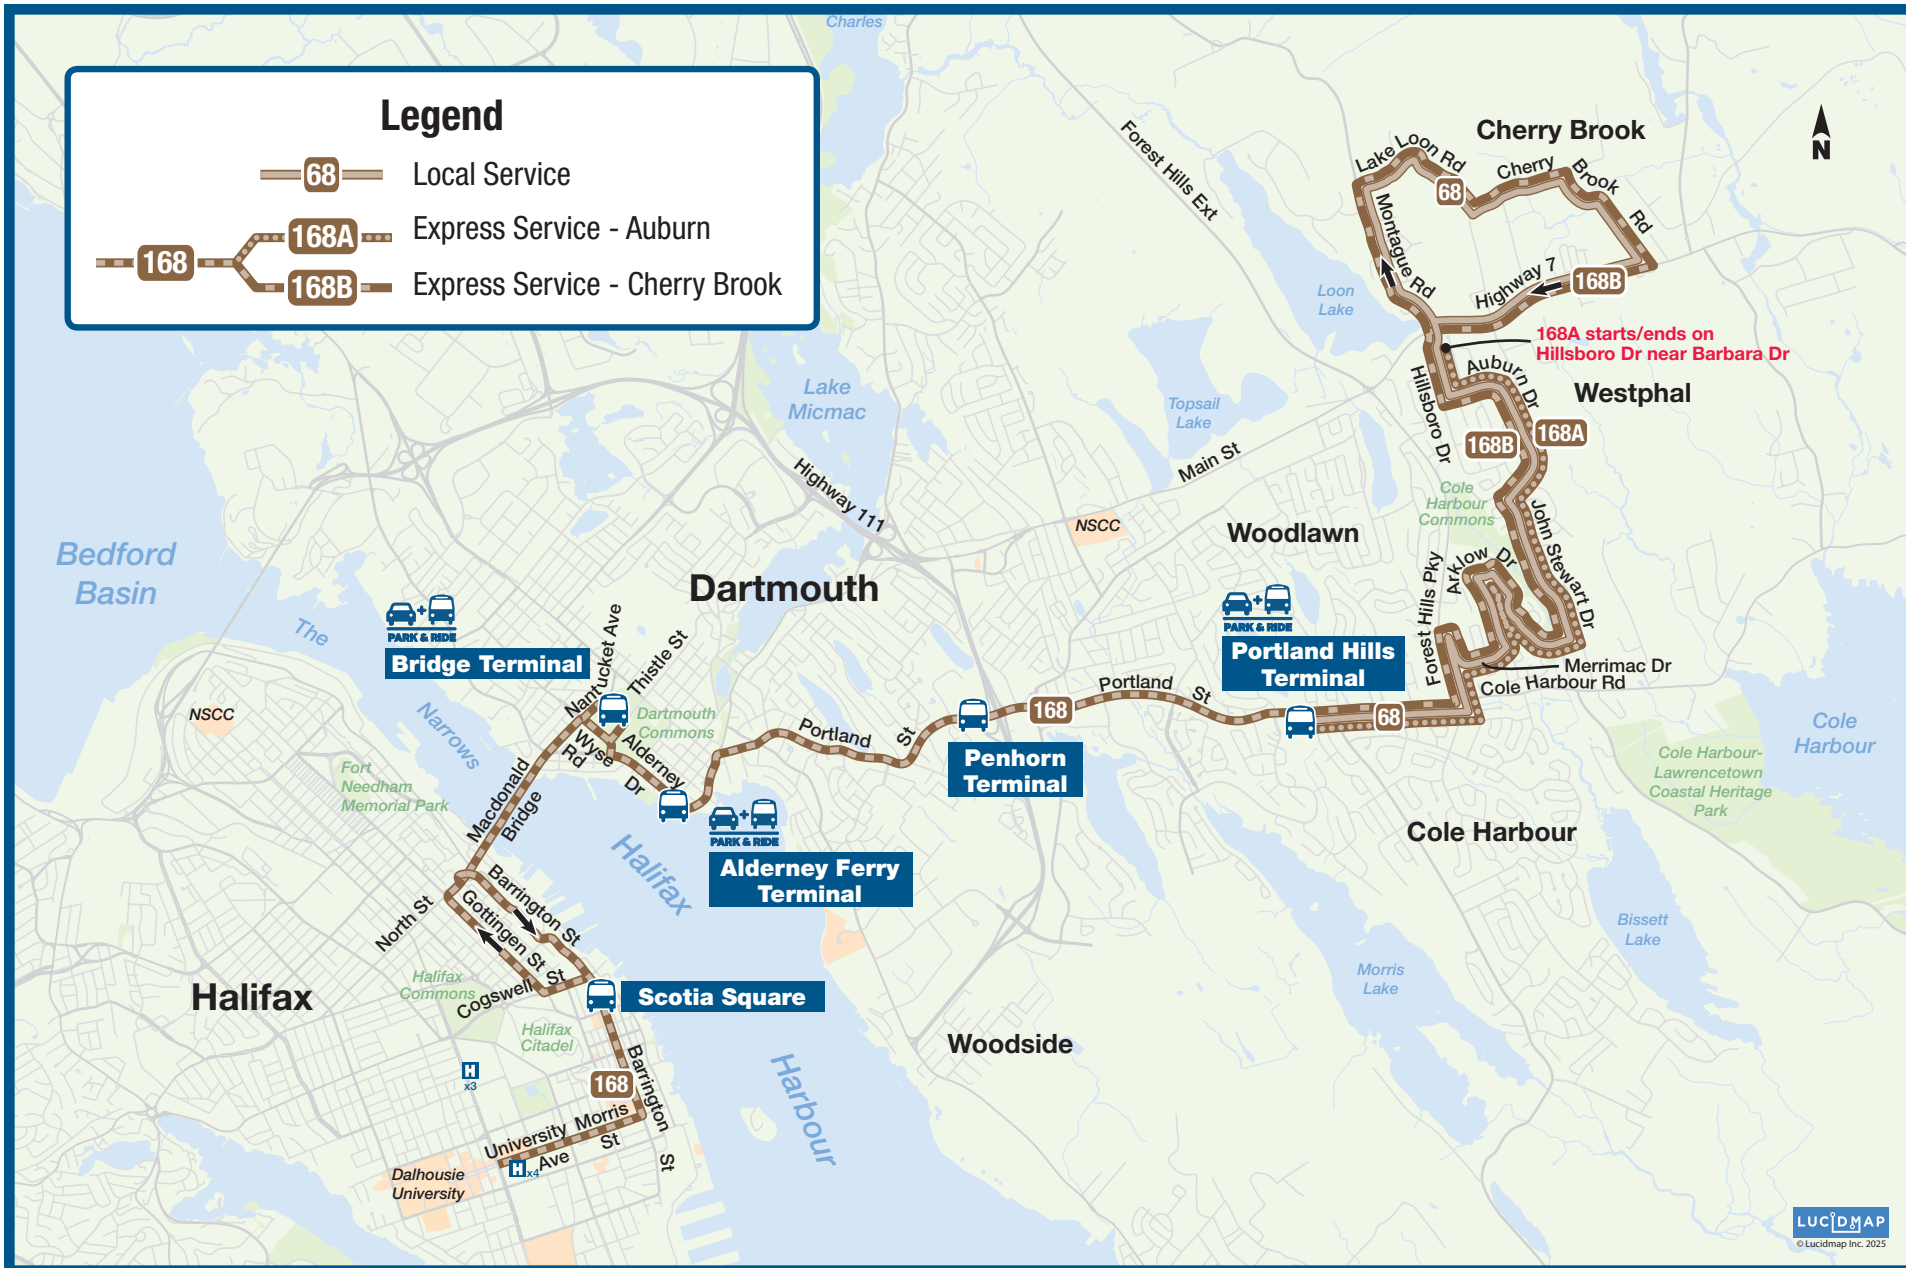 Legend
68
Local Service
168
168A
Express Service - Auburn
168B
Express Service - Cherry Brook
Charles
N
Cherry Brook
Lake Loon Rd
Cherry Brook Rd
68
Forest Hills Ext
Montague Rd
Highway 7
168B
Loon
Lake
168A starts/ends on
Hillsboro Dr near Barbara Dr
Auburn Dr
Westphal
Hillsboro Dr
168B
168A
Lake
Micmac
Topsail
Lake
Main St
Highway 111
NSCC
Cole
Harbour
Commons
Woodlawn
John Stewart Dr
Arklow Dr
Forest Hills Pky
Bedford
Basin
Dartmouth
PARK & RIDE
Bridge Terminal
PARK & RIDE
Portland Hills
Terminal
The
Narrows
Nantucket Ave
Thistle St
Merrimac Dr
Cole Harbour Rd
NSCC
Dartmouth
Commons
Portland St
168
Portland St
68
Cole
Harbour
Wyse
Rd
Alderney
Dr
Penhorn
Terminal
Cole Harbour-
Lawrencetown
Coastal Heritage
Park
Fort
Needham
Memorial Park
Macdonald
Bridge
PARK & RIDE
Alderney Ferry
Terminal
Halifax
Cole Harbour
Barrington St
North St
Gottingen St
Bissett
Lake
Halifax
Commons
Cogswell St
Morris
Lake
Halifax
Scotia Square
Halifax
Citadel
Woodside
Harbour
H
x3
168
Barrington
St
University
Ave
Morris
St
H
x4
Dalhousie
University
LUCIDMAP
© Lucidmap Inc. 2025